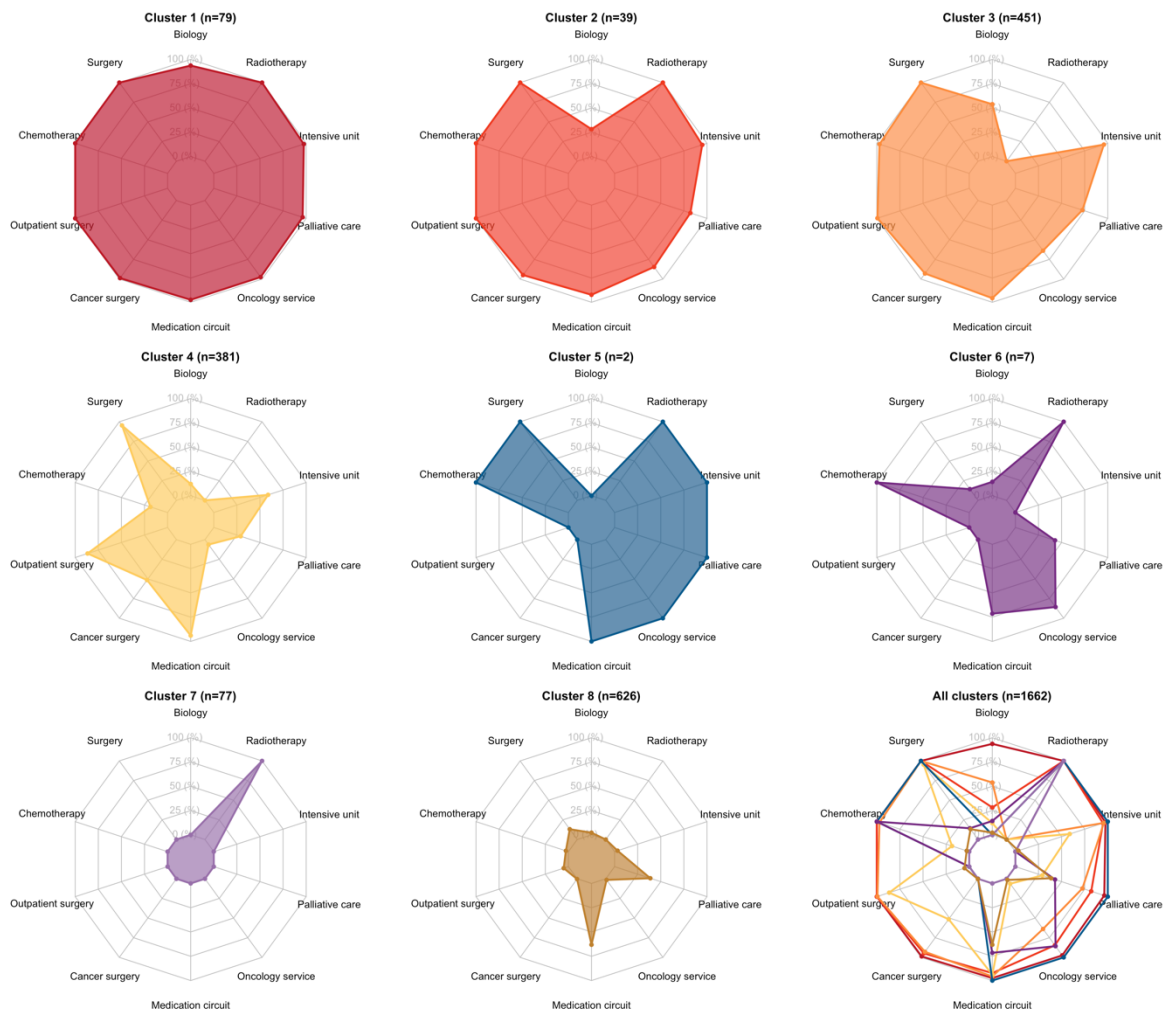 Cluster 1 (n=79)
Biology
100 (%)
Surgery
Radiotherapy
75 (%)
50 (%)
Chemotherapy
Intensive unit
25 (%)
0 (%)
Outpatient surgery
Palliative care
Cancer surgery
Oncology service
Medication circuit
Cluster 2 (n=39)
Biology
100 (%)
Surgery
Radiotherapy
75 (%)
50 (%)
Chemotherapy
Intensive unit
25 (%)
0 (%)
Outpatient surgery
Palliative care
Cancer surgery
Oncology service
Medication circuit
Cluster 3 (n=451)
Biology
100 (%)
Surgery
Radiotherapy
75 (%)
50 (%)
Chemotherapy
Intensive unit
25 (%)
0 (%)
Outpatient surgery
Palliative care
Cancer surgery
Oncology service
Medication circuit
Cluster 4 (n=381)
Biology
100 (%)
Surgery
Radiotherapy
75 (%)
50 (%)
Chemotherapy
Intensive unit
25 (%)
0 (%)
Outpatient surgery
Palliative care
Cancer surgery
Oncology service
Medication circuit
Cluster 5 (n=2)
Biology
100 (%)
Surgery
Radiotherapy
75 (%)
50 (%)
Chemotherapy
Intensive unit
25 (%)
0 (%)
Outpatient surgery
Palliative care
Cancer surgery
Oncology service
Medication circuit
Cluster 6 (n=7)
Biology
100 (%)
Surgery
Radiotherapy
75 (%)
50 (%)
Chemotherapy
Intensive unit
25 (%)
0 (%)
Outpatient surgery
Palliative care
Cancer surgery
Oncology service
Medication circuit
Cluster 7 (n=77)
Biology
100 (%)
Surgery
Radiotherapy
75 (%)
50 (%)
Chemotherapy
Intensive unit
25 (%)
0 (%)
Outpatient surgery
Palliative care
Cancer surgery
Oncology service
Medication circuit
Cluster 8 (n=626)
Biology
100 (%)
Surgery
Radiotherapy
75 (%)
50 (%)
Chemotherapy
Intensive unit
25 (%)
0 (%)
Outpatient surgery
Palliative care
Cancer surgery
Oncology service
Medication circuit
All clusters (n=1662)
Biology
100 (%)
Surgery
Radiotherapy
75 (%)
50 (%)
Chemotherapy
Intensive unit
25 (%)
0 (%)
Outpatient surgery
Palliative care
Cancer surgery
Oncology service
Medication circuit